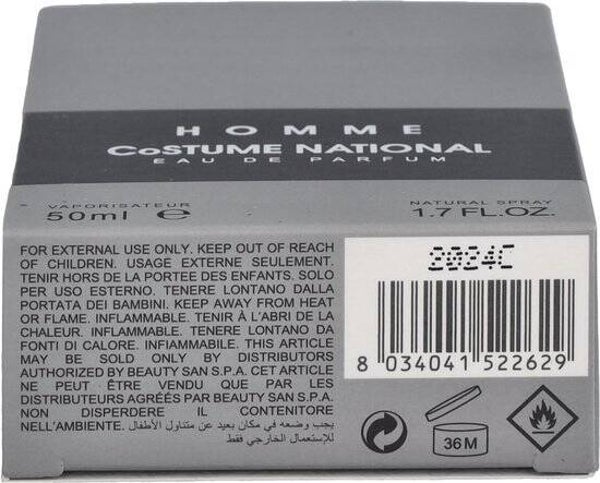 HOMME
CoSTUME NATIONAL
EAU DE PARFUM
VAPORISATEUR
50ml e
NATURAL SPRAY
1.7 FL.OZ.
FOR EXTERNAL USE ONLY. KEEP OUT OF REACH
OF CHILDREN. USAGE EXTERNE SEULEMENT.
TENIR HORS DE LA PORTEE DES ENFANTS. SOLO
PER USO ESTERNO. TENERE LONTANO DALLA
PORTATA DEI BAMBINI. KEEP AWAY FROM HEAT
OR FLAME. INFLAMMABLE. TENIR À L'ABRI DE LA
CHALEUR. INFLAMMABLE. TENERE LONTANO DA
FONTI DI CALORE. INFIAMMABILE. THIS ARTICLE
MAY BE SOLD ONLY BY DISTRIBUTORS
AUTHORIZED BY BEAUTY SAN S.P.A. CET ARTICLE
NE PEUT ÊTRE VENDU QUE PAR DES
DISTRIBUTEURS AGRÉÉS PAR BEAUTY SAN S.P.A.
NON DISPERDERE IL CONTENITORE
NELL'AMBIENTE. يجب وضعه في مكان بعيد عن متناول الأطفال
للإستعمال الخارجي فقط
2024C
8 034041 522629
36 M